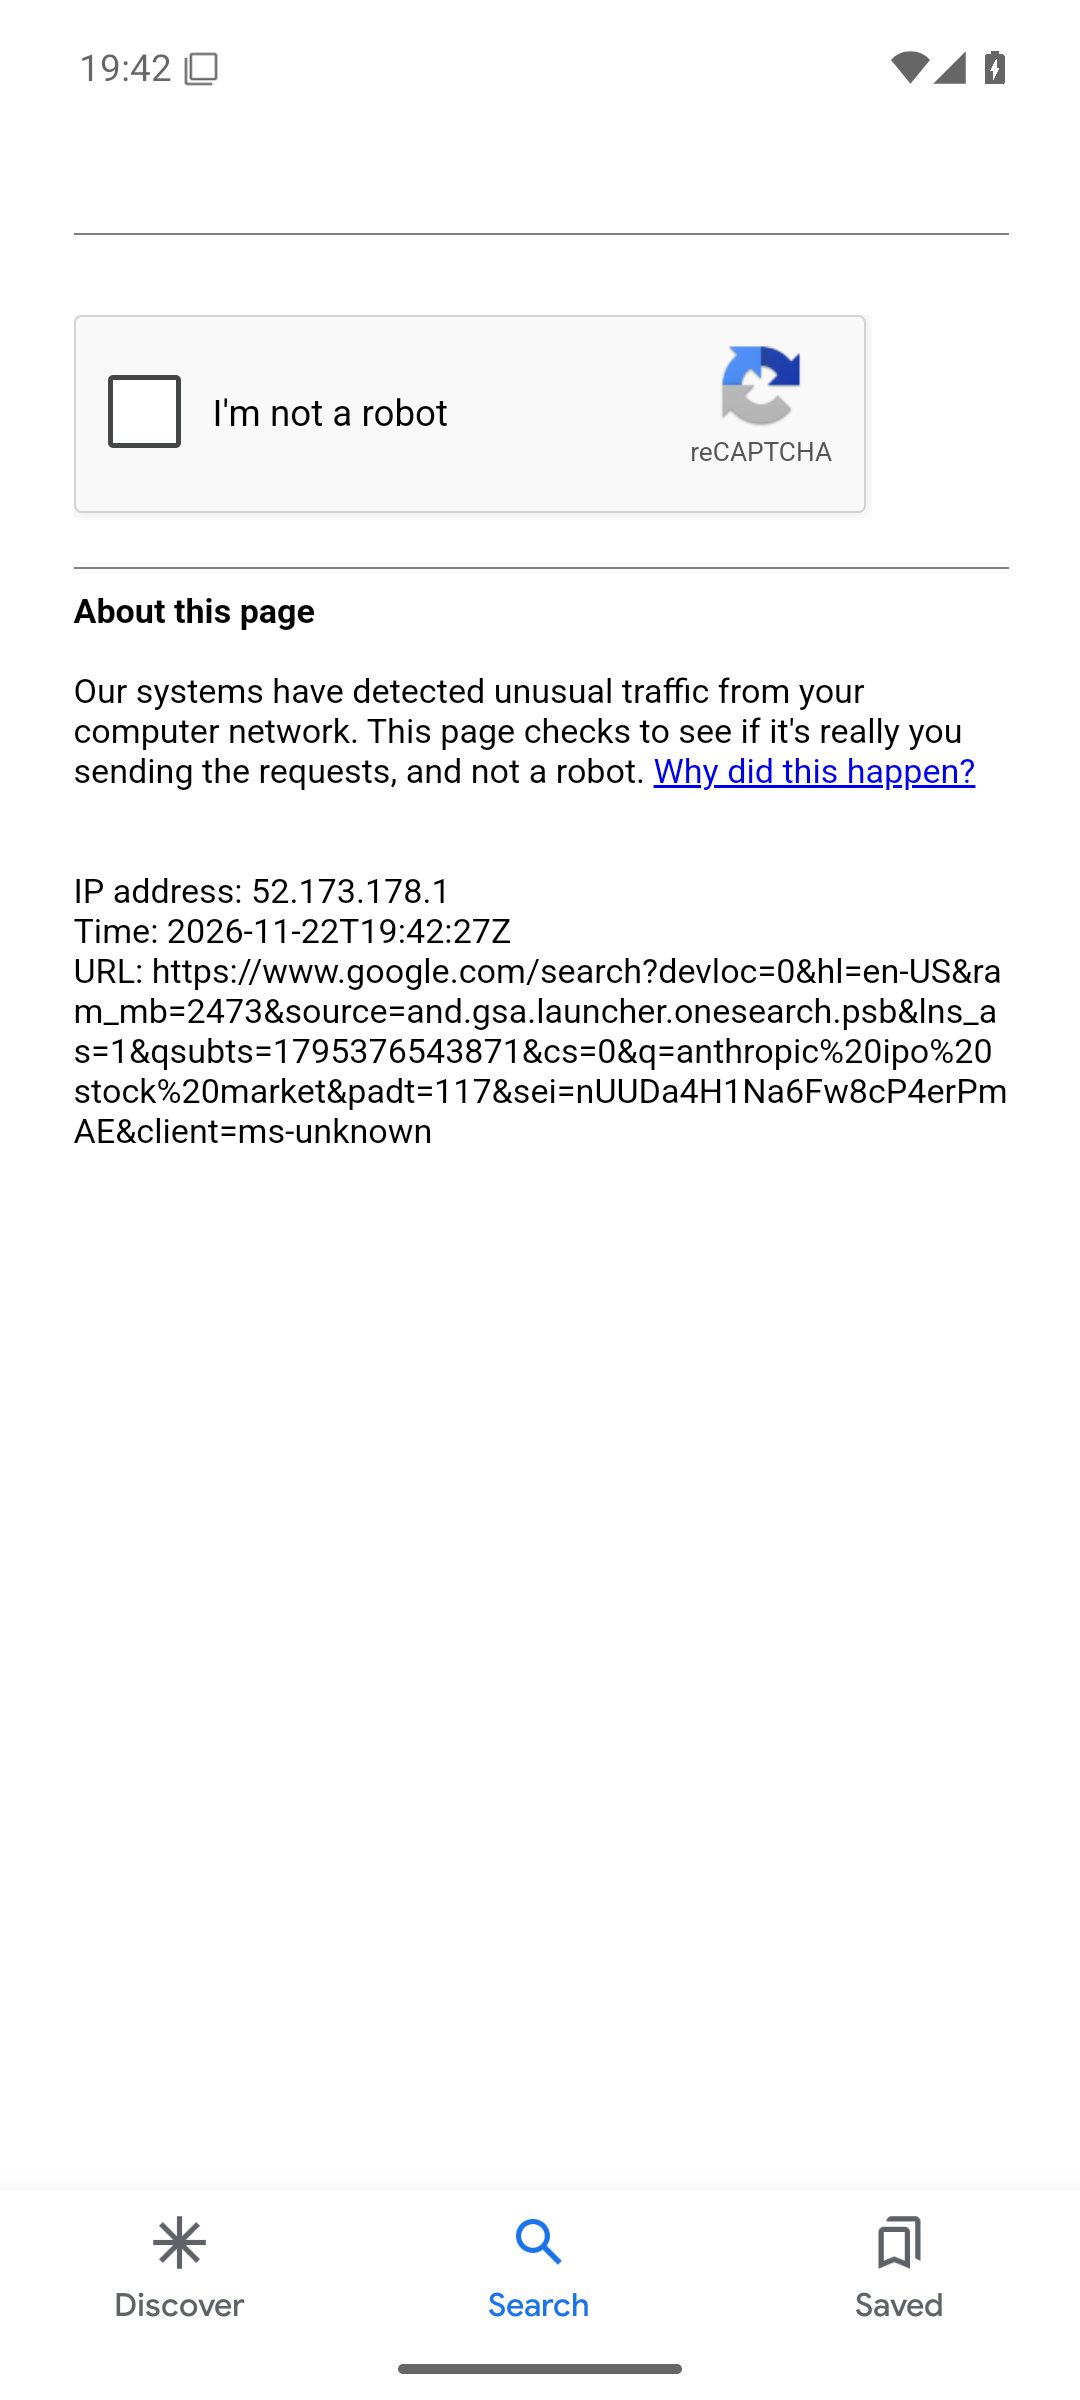 19:42
I'm not a robot
reCAPTCHA
About this page
Our systems have detected unusual traffic from your
computer network. This page checks to see if it's really you
sending the requests, and not a robot. Why did this happen?
IP address: 52.173.178.1
Time: 2026-11-22T19:42:27Z
URL: https://www.google.com/search?devloc=0&hl=en-US&ra
m_mb=2473&source=and.gsa.launcher.onesearch.psb&lns_a
s=1&qsubts=1795376543871&cs=0&q=anthropic%20ipo%20
stock%20market&padt=117&sei=nUUDa4H1Na6Fw8cP4erPm
AE&client=ms-unknown
Discover
Search
Saved